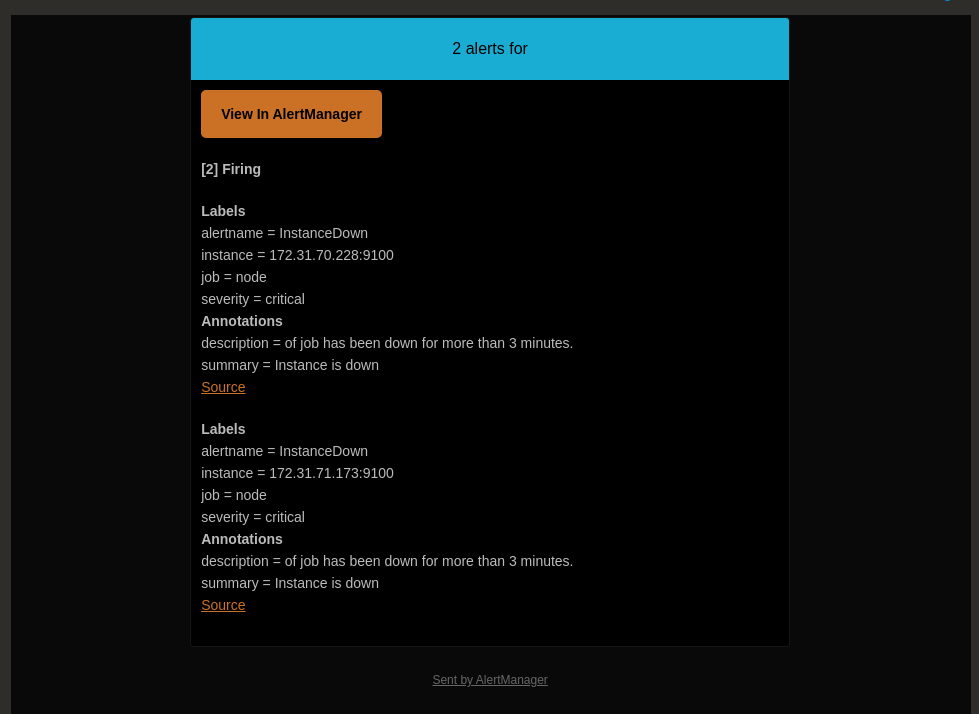 2 alerts for
View In AlertManager
[2] Firing
Labels
alertname = InstanceDown
instance = 172.31.70.228:9100
job = node
severity = critical
Annotations
description = of job has been down for more than 3 minutes.
summary = Instance is down
Source
Labels
alertname = InstanceDown
instance = 172.31.71.173:9100
job = node
severity = critical
Annotations
description = of job has been down for more than 3 minutes.
summary = Instance is down
Source
Sent by AlertManager